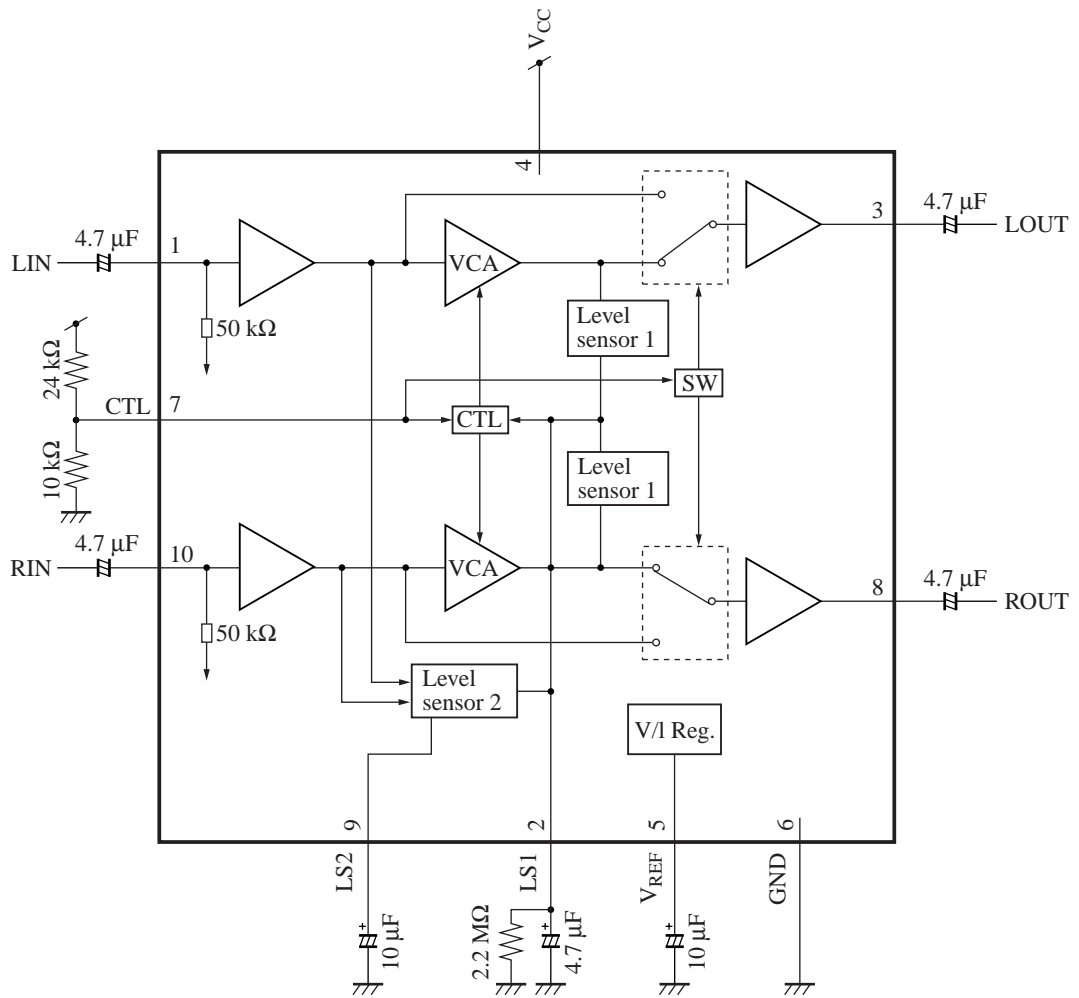 VCC
4
4.7 μF
1
LIN
VCA
3
4.7 μF
LOUT
50 kΩ
Level
sensor 1
24 kΩ
SW
CTL
7
CTL
10 kΩ
Level
sensor 1
4.7 μF
10
RIN
VCA
8
4.7 μF
ROUT
50 kΩ
Level
sensor 2
V/l Reg.
9
2
5
6
LS2
LS1
VREF
GND
+
10 μF
2.2 MΩ
+
4.7 μF
+
10 μF